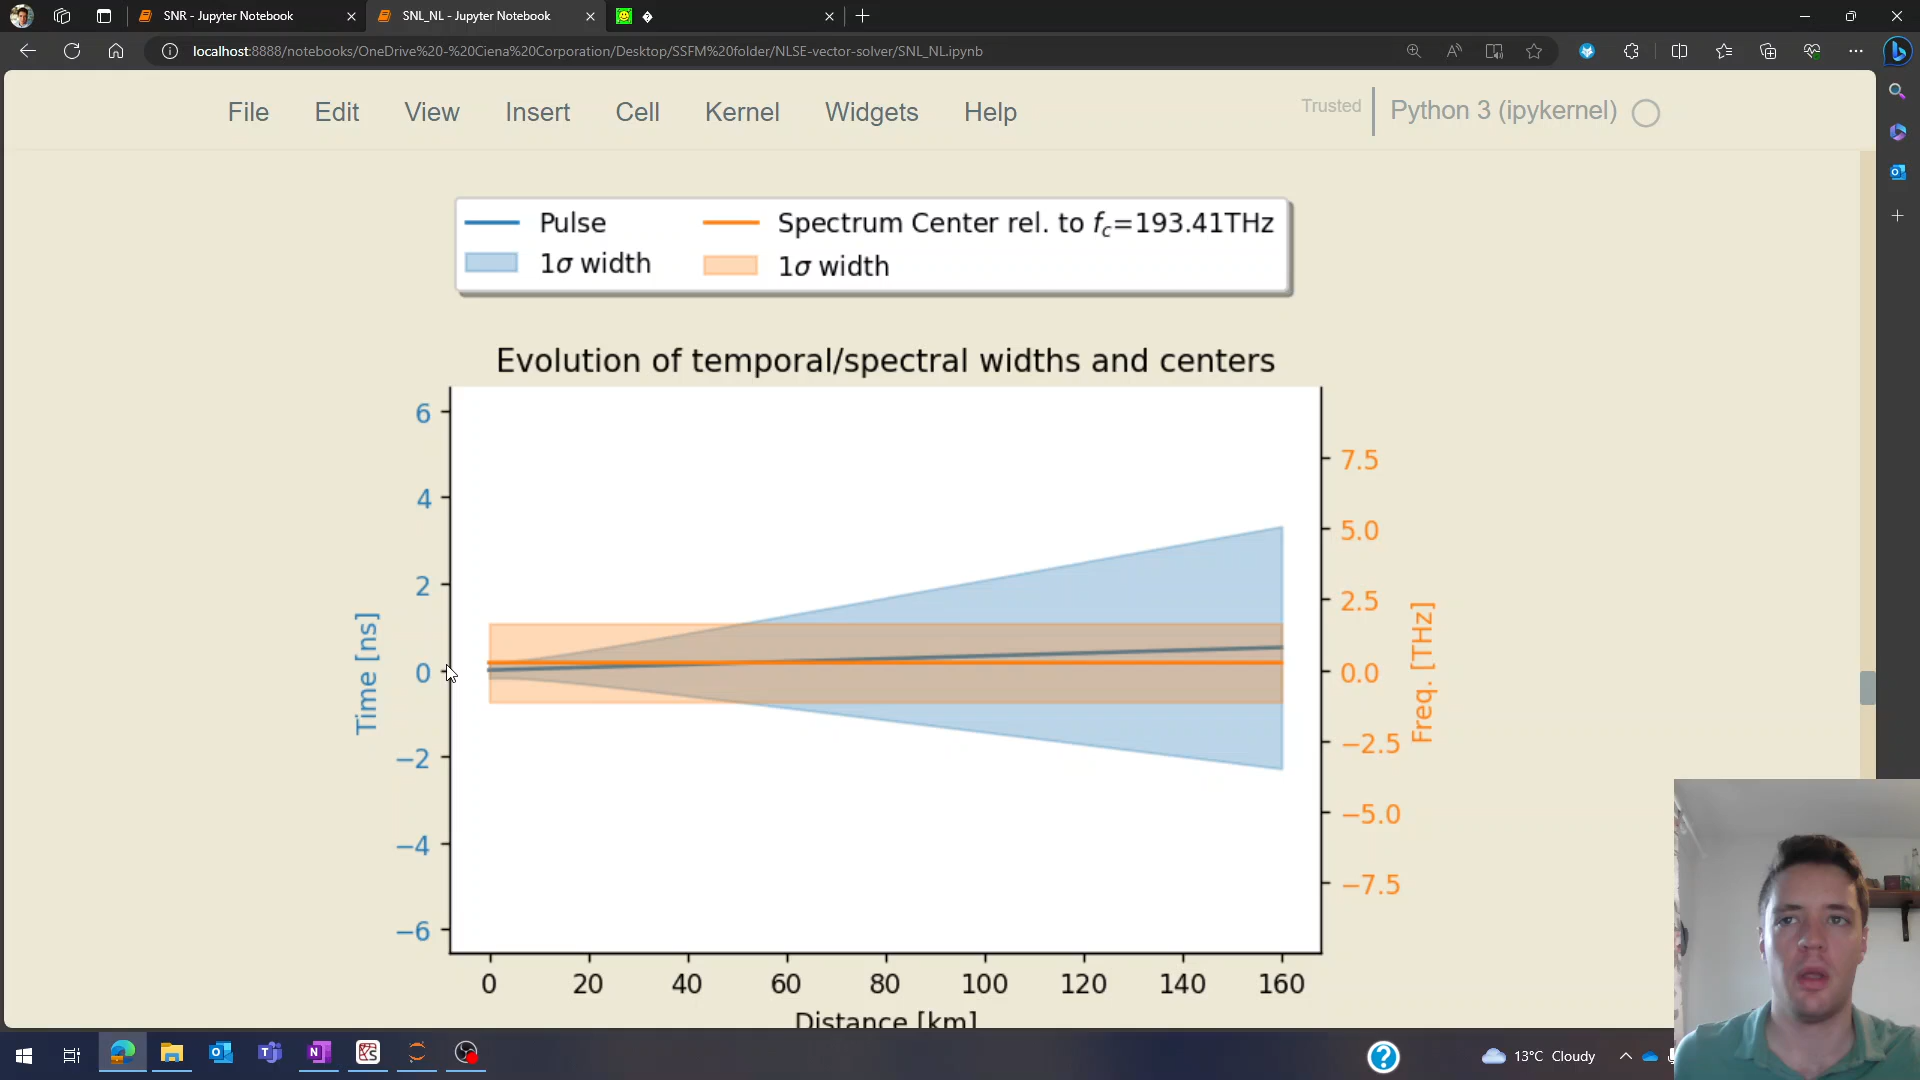 SNR - Jupyter Notebook
SNL_NL - Jupyter Notebook
localhost:8888/notebooks/OneDrive%20-%20Ciena%20Corporation/Desktop/SSFM%20folder/NLSE-vector-solver/SNL_NL.ipynb
File Edit View Insert Cell Kernel Widgets Help
Trusted
Python 3 (ipykernel)
Pulse
1σ width
Spectrum Center rel. to fc=193.41THz
1σ width
Evolution of temporal/spectral widths and centers
6
4
2
0
−2
−4
−6
Time [ns]
7.5
5.0
2.5
0.0
−2.5
−5.0
−7.5
Freq. [THz]
0 20 40 60 80 100 120 140 160
Distance [km]
13°C Cloudy